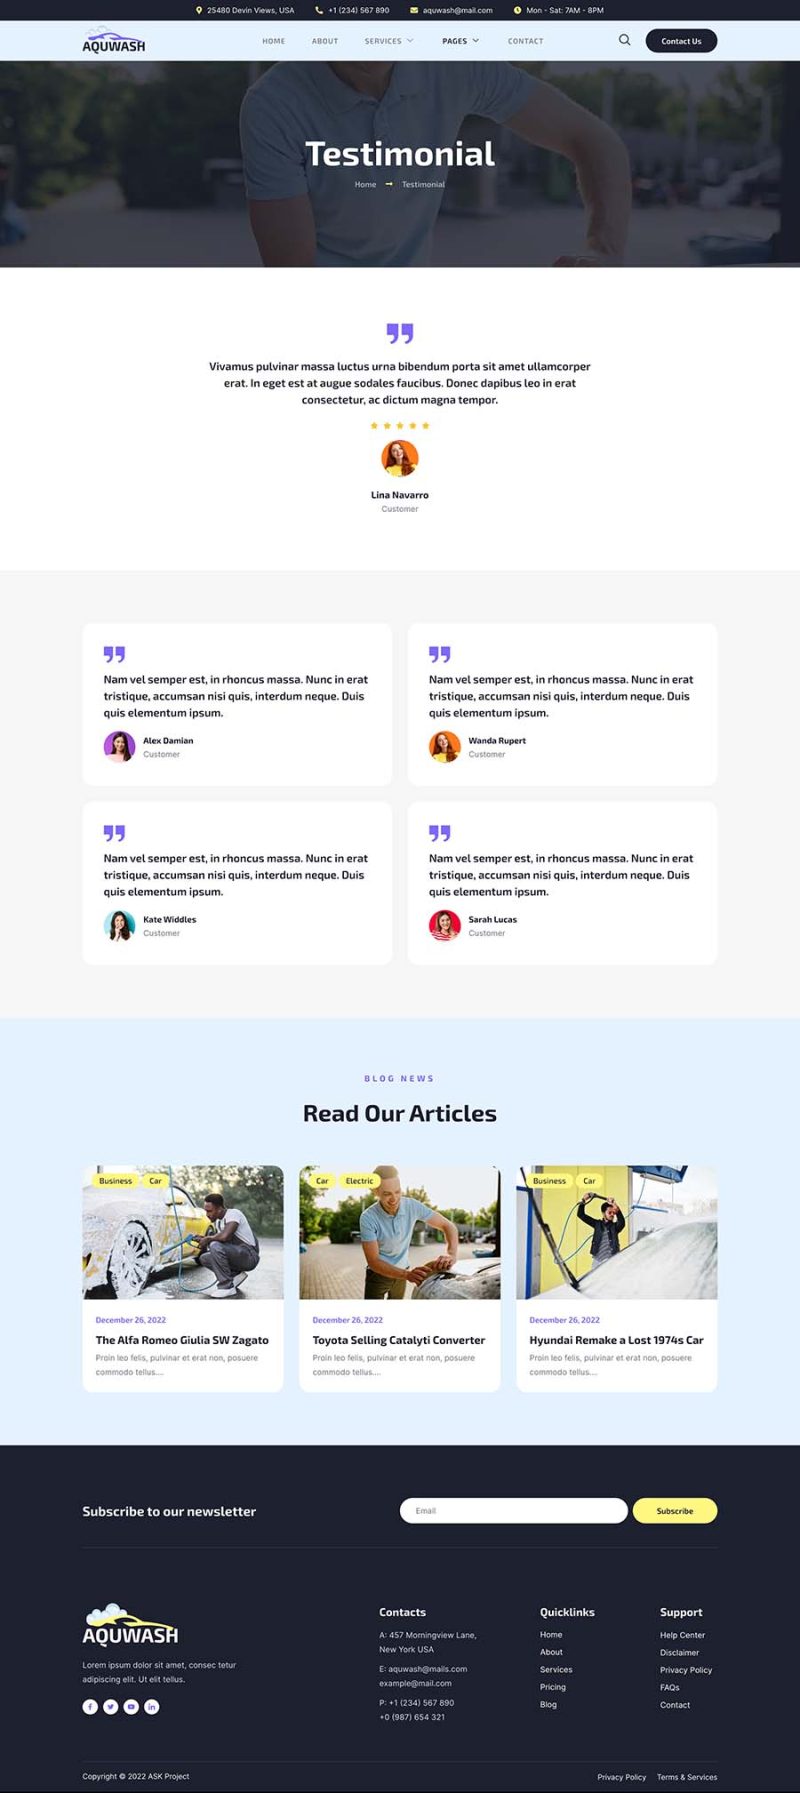 25480 Devin Views, USA
+1 (234) 567 890
aquwash@mail.com
Mon - Sat: 7AM - 8PM
AQUWASH
HOME
ABOUT
SERVICES
PAGES
CONTACT
Contact Us
Testimonial
Home
Testimonial
Vivamus pulvinar massa luctus urna bibendum porta sit amet ullamcorper
erat. In eget est at augue sodales faucibus. Donec dapibus leo in erat
consectetur, ac dictum magna tempor.
Lina Navarro
Customer
Nam vel semper est, in rhoncus massa. Nunc in erat
tristique, accumsan nisi quis, interdum neque. Duis
quis elementum ipsum.
Alex Damian
Customer
Nam vel semper est, in rhoncus massa. Nunc in erat
tristique, accumsan nisi quis, interdum neque. Duis
quis elementum ipsum.
Wanda Rupert
Customer
Nam vel semper est, in rhoncus massa. Nunc in erat
tristique, accumsan nisi quis, interdum neque. Duis
quis elementum ipsum.
Kate Widdles
Customer
Nam vel semper est, in rhoncus massa. Nunc in erat
tristique, accumsan nisi quis, interdum neque. Duis
quis elementum ipsum.
Sarah Lucas
Customer
BLOG NEWS
Read Our Articles
Business
Car
December 26, 2022
The Alfa Romeo Giulia SW Zagato
Proin leo felis, pulvinar et erat non, posuere
commodo tellus....
Car
Electric
December 26, 2022
Toyota Selling Catalyti Converter
Proin leo felis, pulvinar et erat non, posuere
commodo tellus....
Business
Car
December 26, 2022
Hyundai Remake a Lost 1974s Car
Proin leo felis, pulvinar et erat non, posuere
commodo tellus....
Subscribe to our newsletter
Email
Subscribe
AQUWASH
Lorem ipsum dolor sit amet, consec tetur
adipiscing elit. Ut elit tellus.
Contacts
A: 457 Morningview Lane,
New York USA
E: aquwash@mails.com
example@mail.com
P: +1 (234) 567 890
+0 (987) 654 321
Quicklinks
Home
About
Services
Pricing
Blog
Support
Help Center
Disclaimer
Privacy Policy
FAQs
Contact
Copyright © 2022 ASK Project
Privacy Policy
Terms & Services